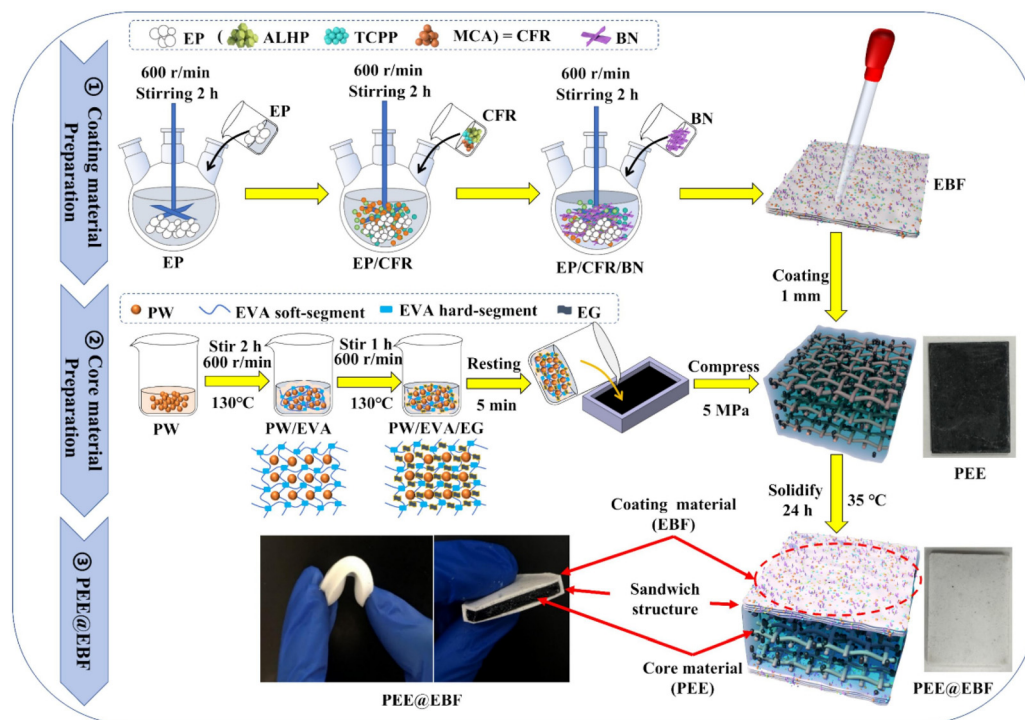 EP ( ALHP TCPP MCA) = CFR BN
① Coating material
Preparation
600 r/min
Stirring 2 h
EP
EP
600 r/min
Stirring 2 h
CFR
EP/CFR
600 r/min
Stirring 2 h
BN
EP/CFR/BN
EBF
Coating
1 mm
② Core material
Preparation
PW EVA soft-segment EVA hard-segment EG
PW
Stir 2 h
600 r/min
130℃
PW/EVA
Stir 1 h
600 r/min
130℃
PW/EVA/EG
Resting
5 min
Compress
5 MPa
PEE
Solidify
24 h
35 ℃
③ PEE@EBF
Coating material
(EBF)
Sandwich
structure
Core material
(PEE)
PEE@EBF
PEE@EBF